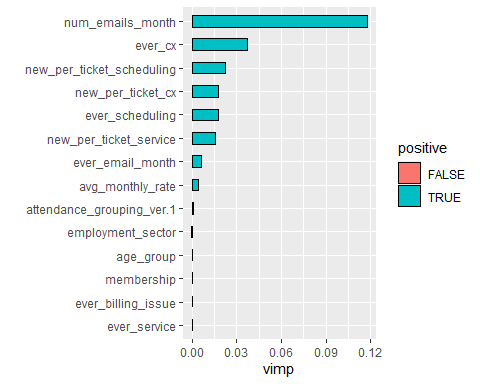 num_emails_month
ever_cx
new_per_ticket_scheduling
new_per_ticket_cx
ever_scheduling
new_per_ticket_service
ever_email_month
avg_monthly_rate
attendance_grouping_ver.1
employment_sector
age_group
membership
ever_billing_issue
ever_service
0.00 0.03 0.06 0.09 0.12
vimp
positive
FALSE
TRUE